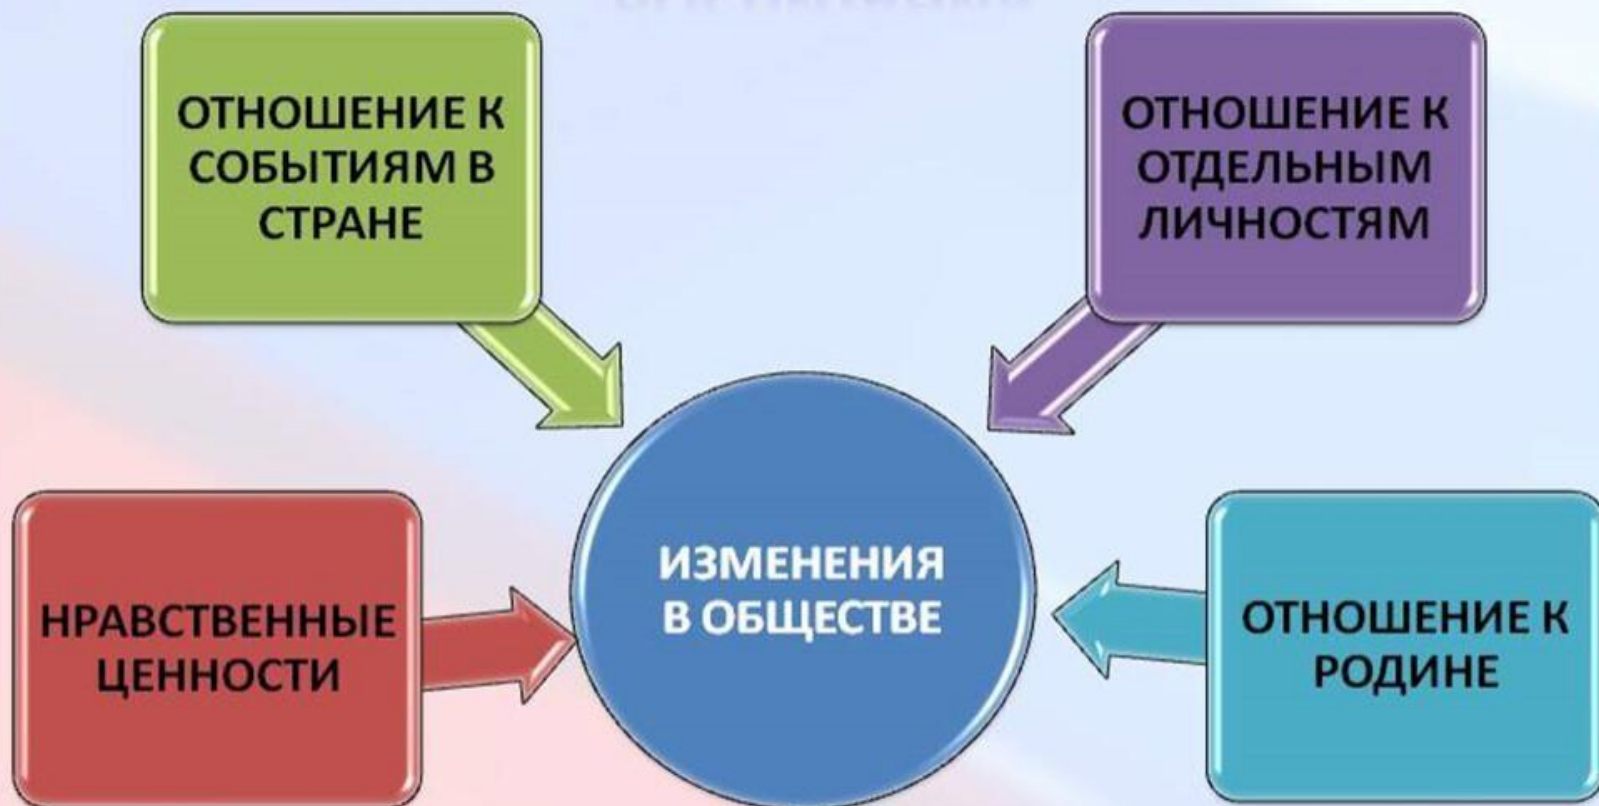 ОТНОШЕНИЕ К
СОБЫТИЯМ В
СТРАНЕ
ОТНОШЕНИЕ К
ОТДЕЛЬНЫМ
ЛИЧНОСТЯМ
НРАВСТВЕННЫЕ
ЦЕННОСТИ
ИЗМЕНЕНИЯ
В ОБЩЕСТВЕ
ОТНОШЕНИЕ К
РОДИНЕ